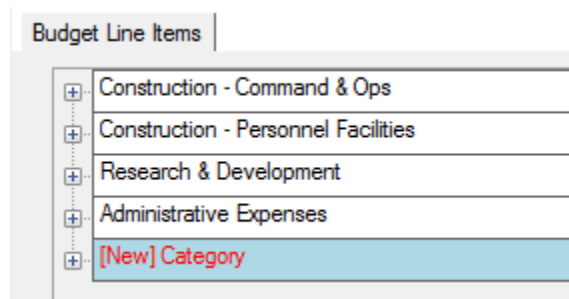 Budget Line Items
Construction - Command & Ops
Construction - Personnel Facilities
Research & Development
Administrative Expenses
[New] Category